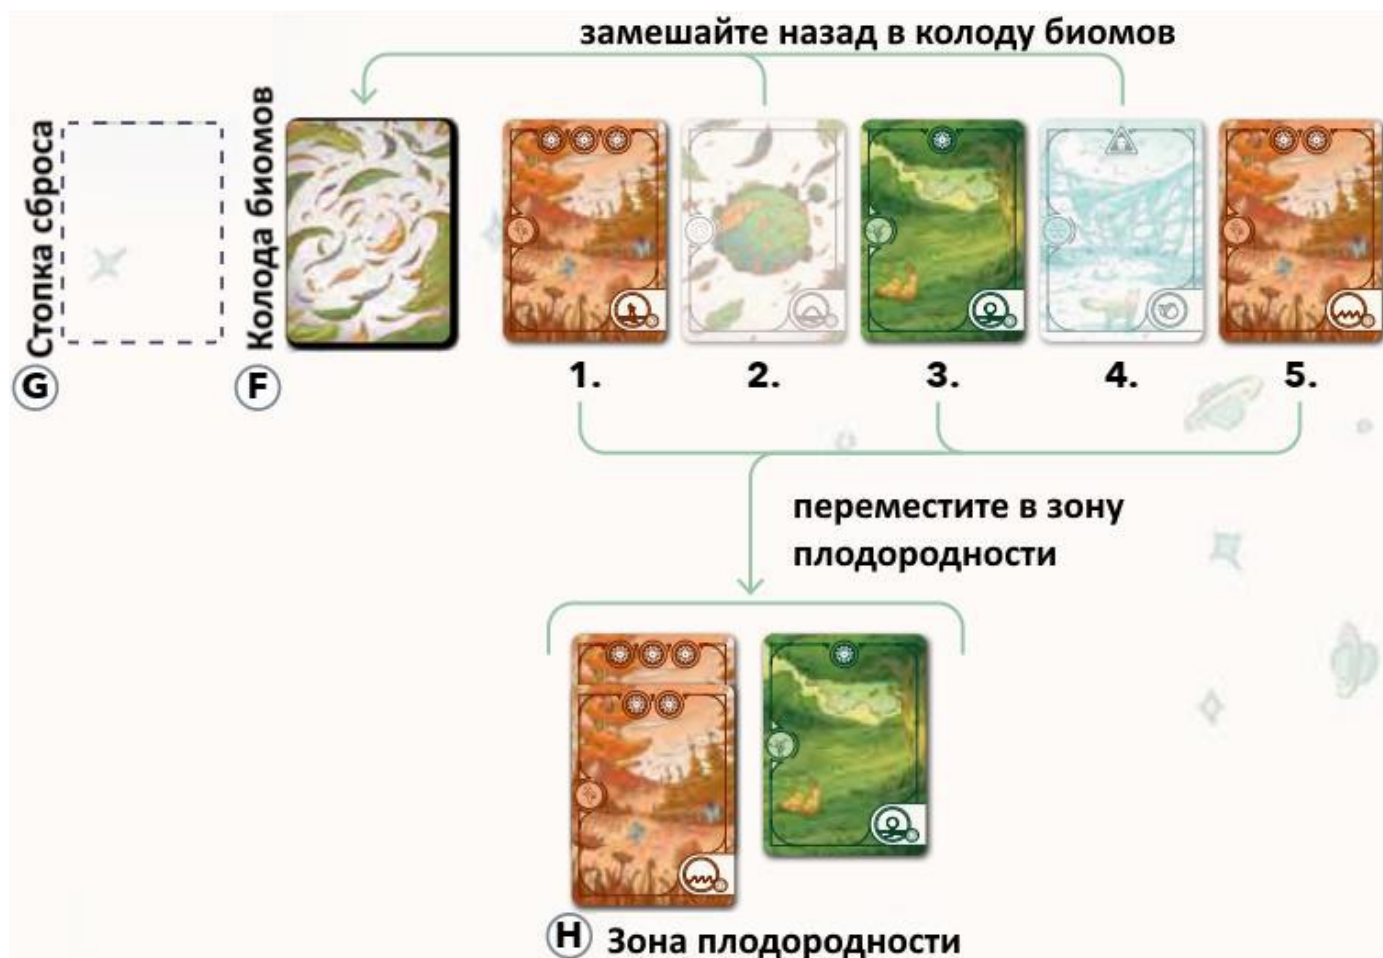 замешайте назад в колоду биомов
Стопка сброса
Колода биомов
G
F
1.
2.
3.
4.
5.
переместите в зону
плодородности
H Зона плодородности